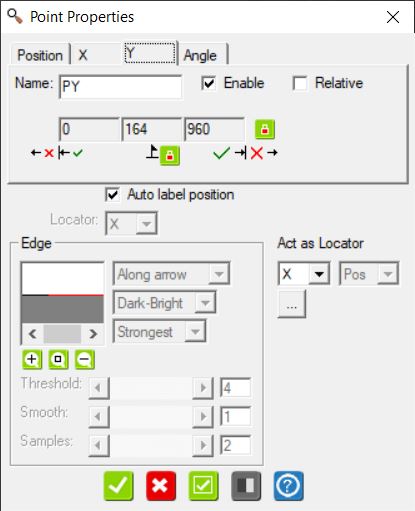 Point Properties
Position X Y Angle
Name: PY Enable Relative
0 164 960
Auto label position
Locator: X
Edge
Act as Locator
Along arrow
X Pos
Dark-Bright
...
Strongest
Threshold: 4
Smooth: 1
Samples: 2